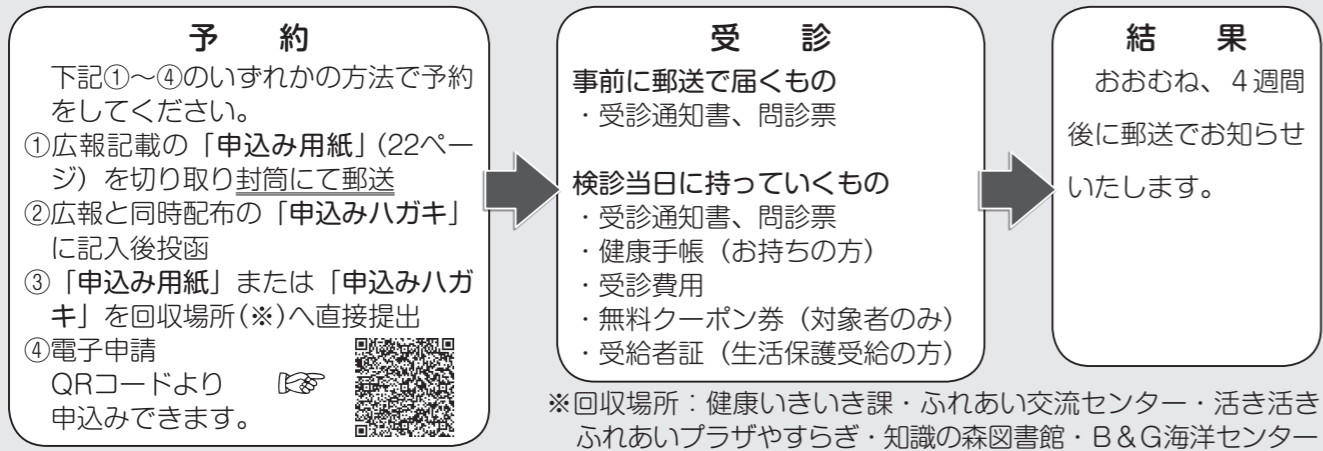 予　約
下記①～④のいずれかの方法で予約
をしてください。
①広報記載の「申込み用紙」（22ペー
ジ）を切り取り封筒にて郵送
②広報と同時配布の「申込みハガキ」
に記入後投函
③「申込み用紙」または「申込みハガ
キ」を回収場所（※）へ直接提出
④電子申請
QRコードより　☞
申込みできます。
受　診
事前に郵送で届くもの
・受診通知書、問診票
検診当日に持っていくもの
・受診通知書、問診票
・健康手帳（お持ちの方）
・受診費用
・無料クーポン券（対象者のみ）
・受給者証（生活保護受給の方）
結　果
おおむね、４週間
後に郵送でお知らせ
いたします。
※回収場所：健康いきいき課・ふれあい交流センター・活き活き
ふれあいプラザやすらぎ・知識の森図書館・Ｂ＆Ｇ海洋センター